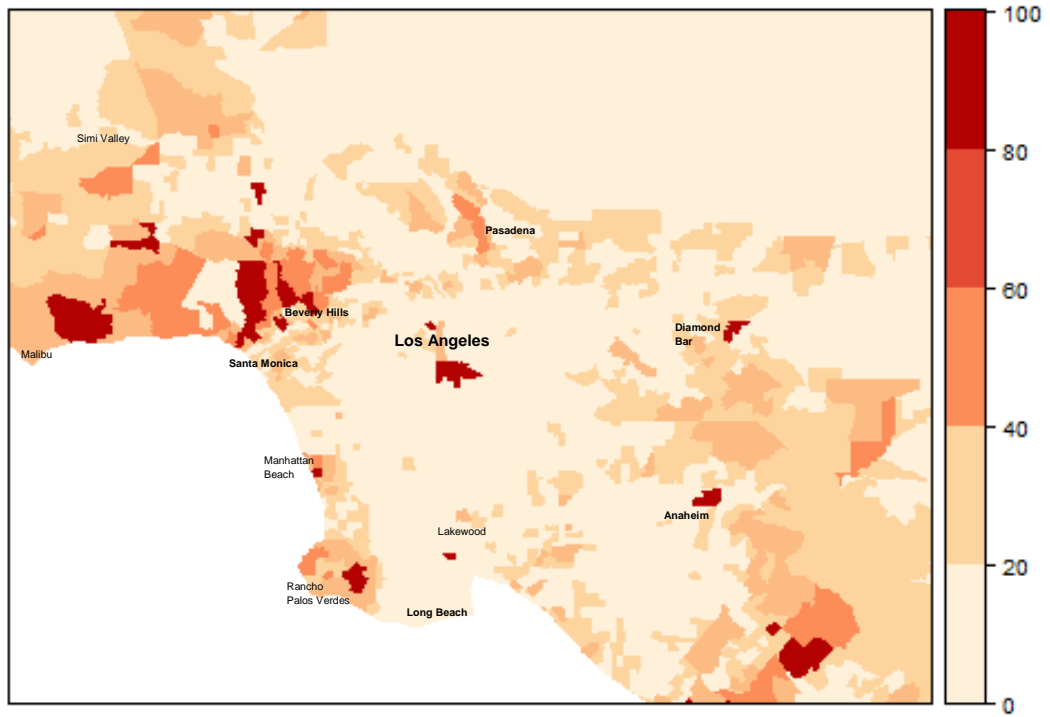 100
Simi Valley
80
Pasadena
60
Beverly Hills
Diamond
Bar
Los Angeles
Malibu
Santa Monica
40
Manhattan
Beach
Anaheim
Lakewood
20
Rancho
Palos Verdes
Long Beach
0